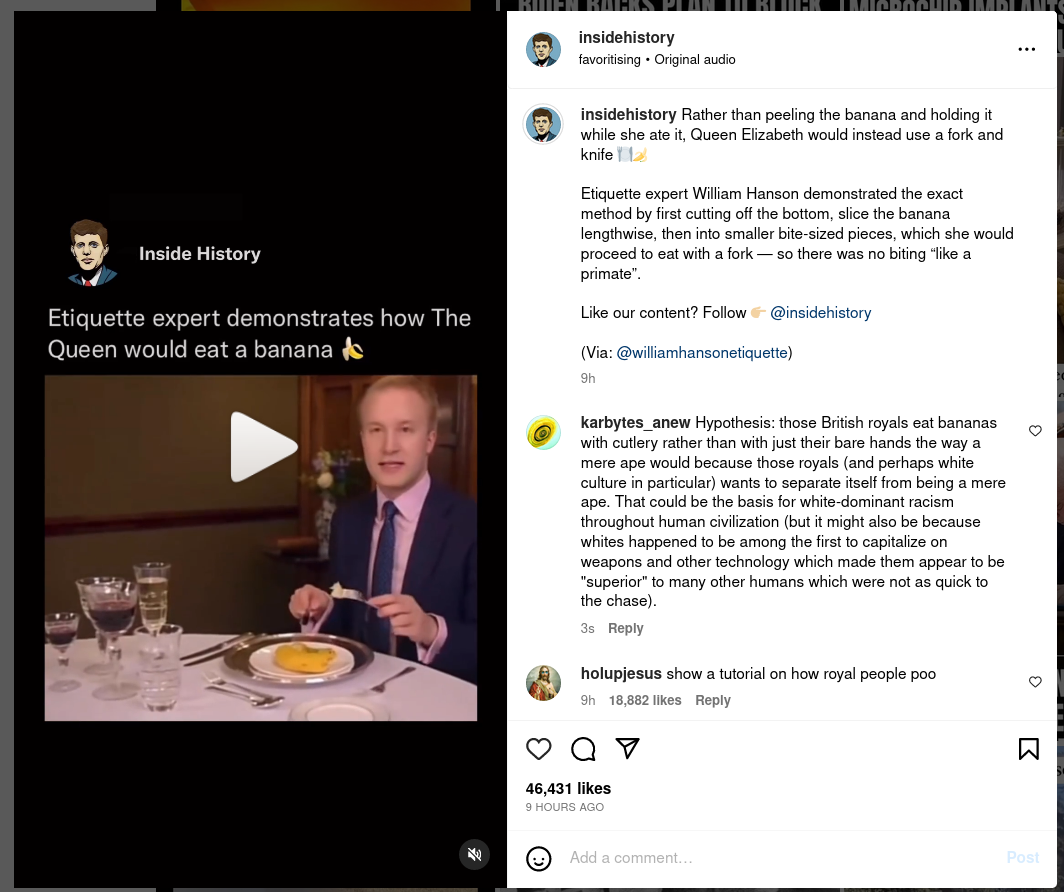 insidehistory
favoritising • Original audio
insidehistory Rather than peeling the banana and holding it
while she ate it, Queen Elizabeth would instead use a fork and
knife 🍽️🍌
Etiquette expert William Hanson demonstrated the exact
method by first cutting off the bottom, slice the banana
lengthwise, then into smaller bite-sized pieces, which she would
proceed to eat with a fork — so there was no biting “like a
primate”.
Like our content? Follow 👉🏼 @insidehistory
(Via: @williamhansonetiquette)
9h
karbytes_anew Hypothesis: those British royals eat bananas
with cutlery rather than with just their bare hands the way a
mere ape would because those royals (and perhaps white
culture in particular) wants to separate itself from being a mere
ape. That could be the basis for white-dominant racism
throughout human civilization (but it might also be because
whites happened to be among the first to capitalize on
weapons and other technology which made them appear to be
"superior" to many other humans which were not as quick to
the chase).
3s Reply
holupjesus show a tutorial on how royal people poo
9h 18,882 likes Reply
46,431 likes
9 HOURS AGO
Add a comment…
Post
Inside History
Etiquette expert demonstrates how The
Queen would eat a banana 🍌